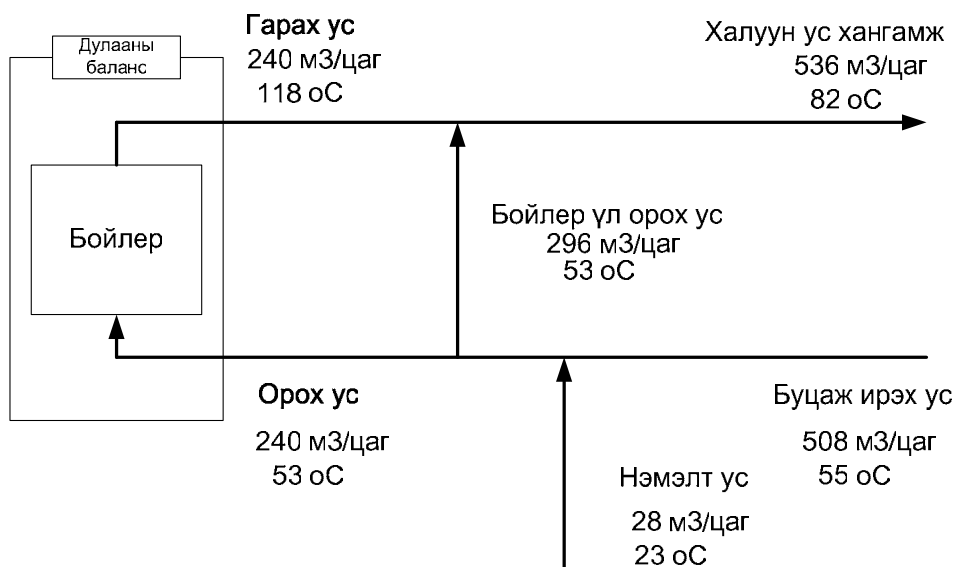 Дулааны
баланс
Гарах ус
240 м3/цаг
118 оС
Халуун ус хангамж
536 м3/цаг
82 оС
Бойлер
Бойлер үл орох ус
296 м3/цаг
53 оС
Орох ус
240 м3/цаг
53 оС
Буцаж ирэх ус
508 м3/цаг
55 оС
Нэмэлт ус
28 м3/цаг
23 оС